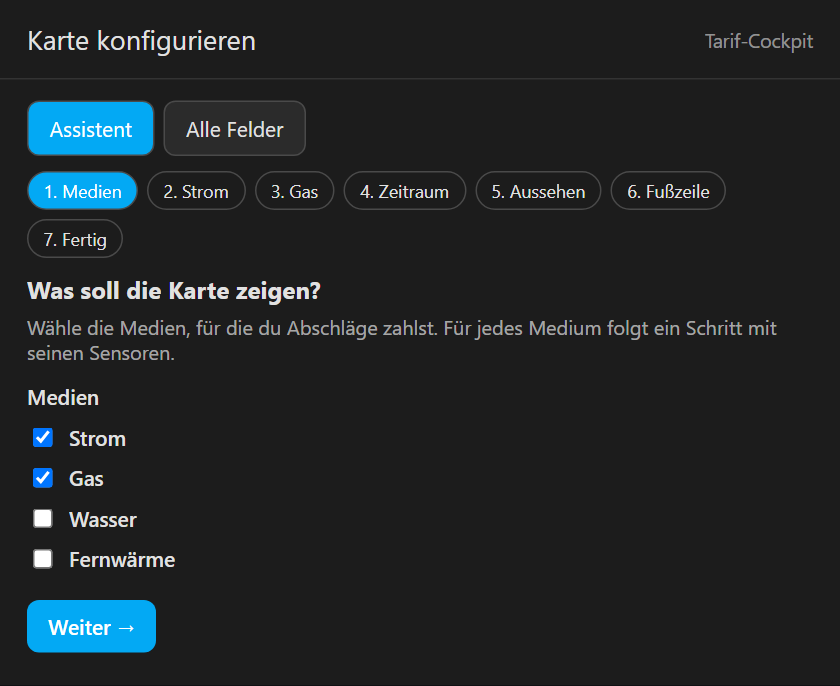 Karte konfigurieren
Tarif-Cockpit
Assistent
Alle Felder
1. Medien
2. Strom
3. Gas
4. Zeitraum
5. Aussehen
6. Fußzeile
7. Fertig
Was soll die Karte zeigen?
Wähle die Medien, für die du Abschläge zahlst. Für jedes Medium folgt ein Schritt mit
seinen Sensoren.
Medien
Strom
Gas
Wasser
Fernwärme
Weiter →